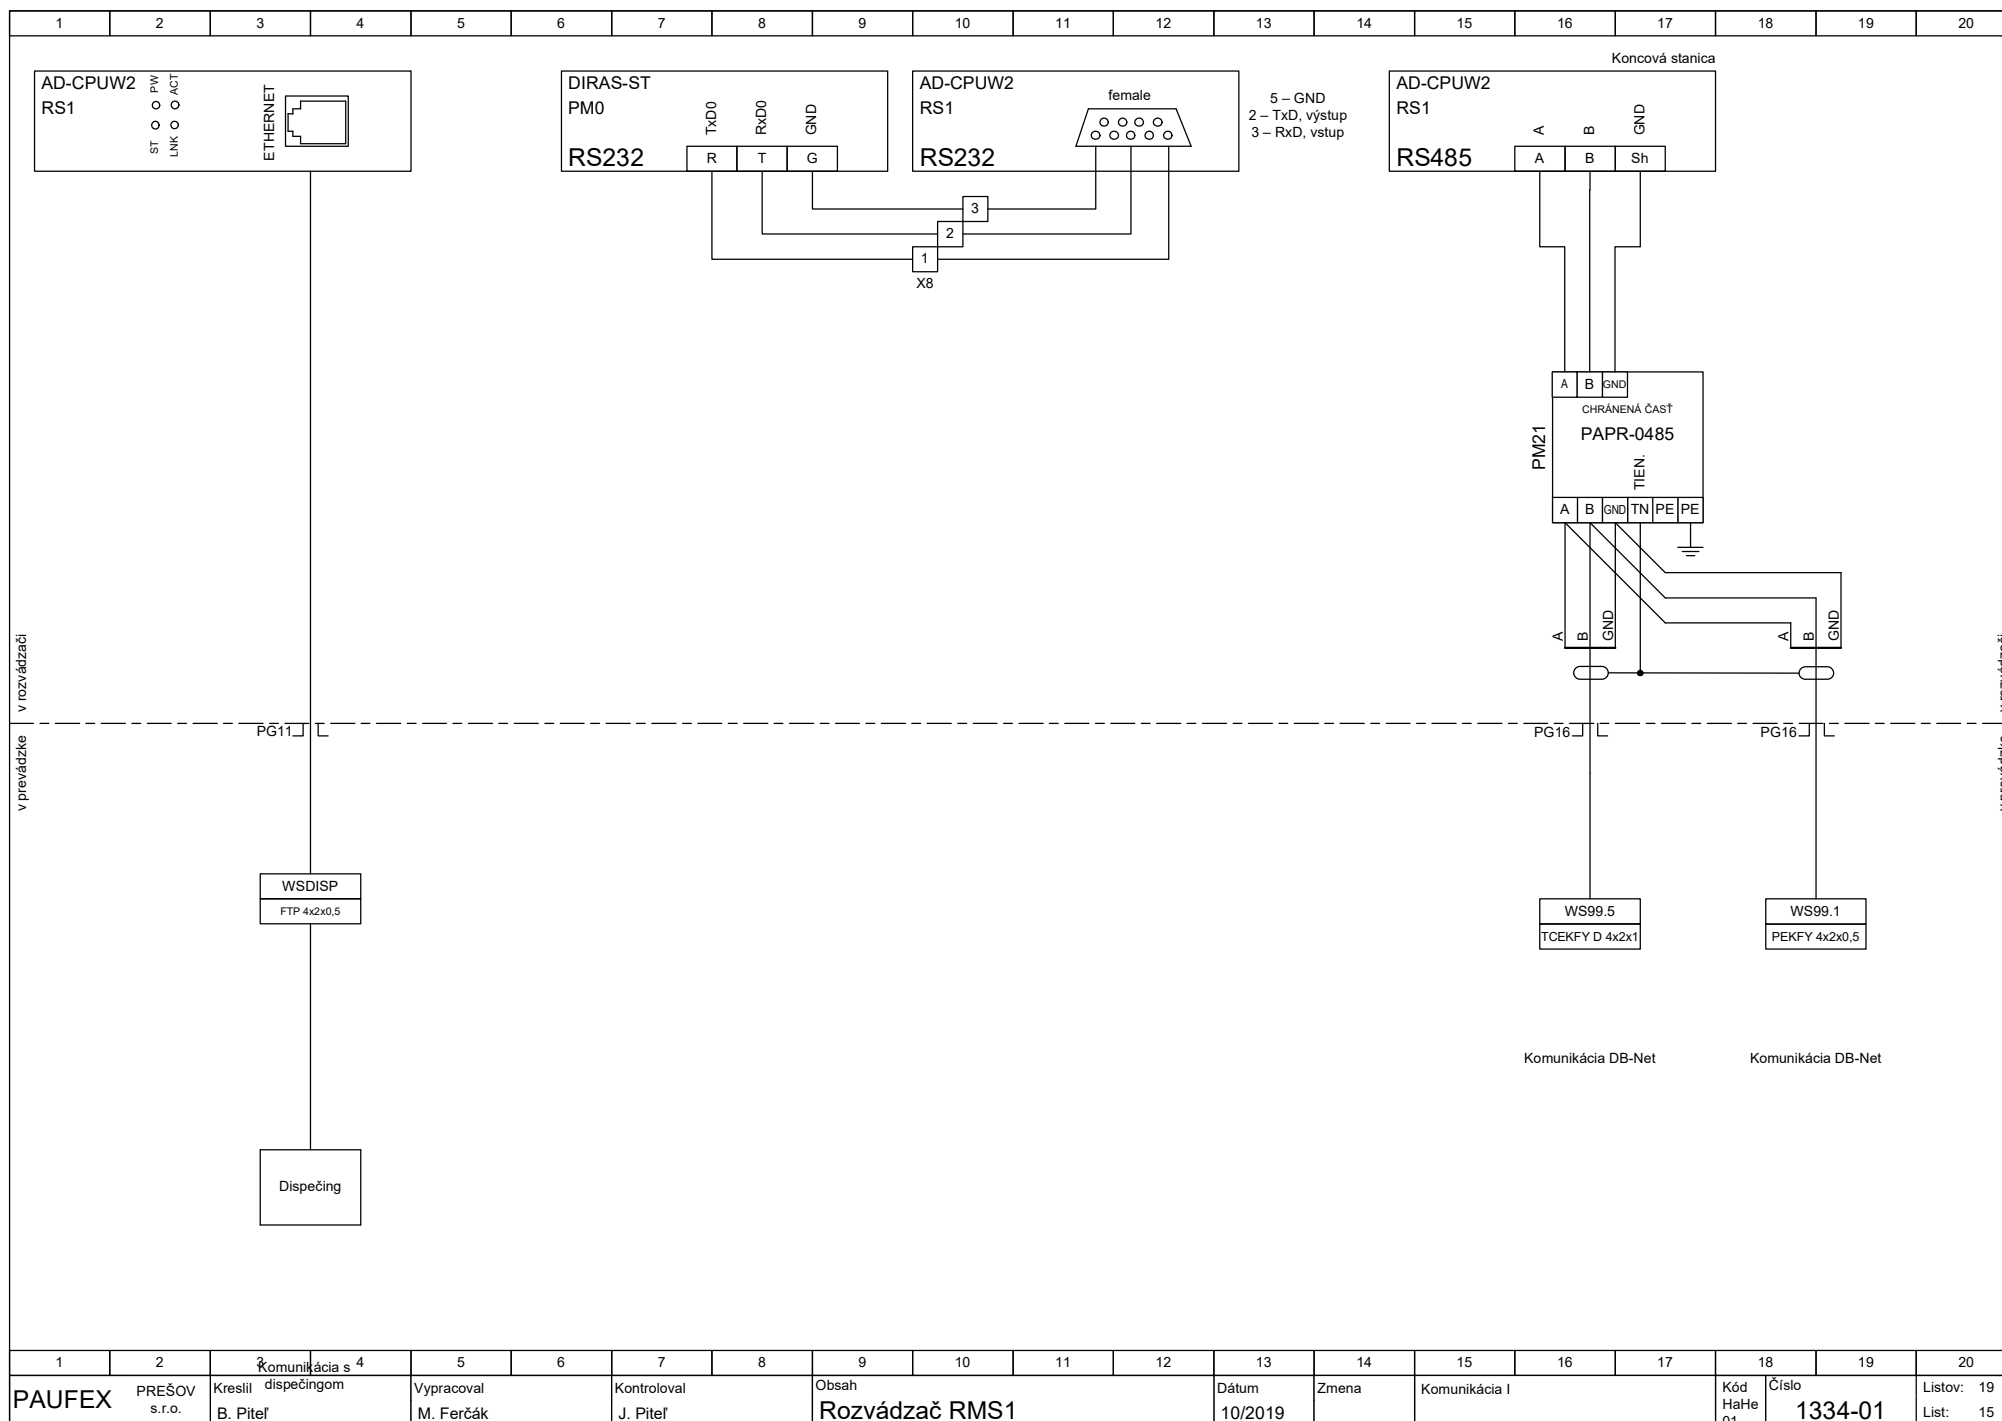 1 2 3 4 5 6 7 8 9 10 11 12 13 14 15 16 17 18 19 20
Koncová stanica
AD-CPUW2
RS1
PW
ACT
ST
LNK
ETHERNET
DIRAS-ST
PM0
RS232
TxD0
RxD0
GND
R T G
AD-CPUW2
RS1
RS232
female
5 – GND
2 – TxD, výstup
3 – RxD, vstup
AD-CPUW2
RS1
RS485
A
B
GND
A B Sh
3
2
1
X8
A B GND
CHRÁNENÁ ČASŤ
PAPR-0485
PM21
TIEN.
A B GND TN PE PE
A
B
GND
A
B
GND
v rozvádzači
v prevádzke
PG11
PG16
PG16
WSDISP
FTP 4x2x0,5
WS99.5
TCEKFY D 4x2x1
WS99.1
PEKFY 4x2x0,5
Komunikácia DB-Net
Komunikácia DB-Net
Dispečing
1 2 3 4 5 6 7 8 9 10 11 12 13 14 15 16 17 18 19 20
Komunikácia s
dispečingom
PAUFEX
PREŠOV
s.r.o.
Kreslil
B. Piteľ
Vypracoval
M. Ferčák
Kontroloval
J. Piteľ
Obsah
Rozvádzač RMS1
Dátum
10/2019
Zmena
Komunikácia I
Kód
HaHe
01
Číslo
1334-01
Listov: 19
List: 15